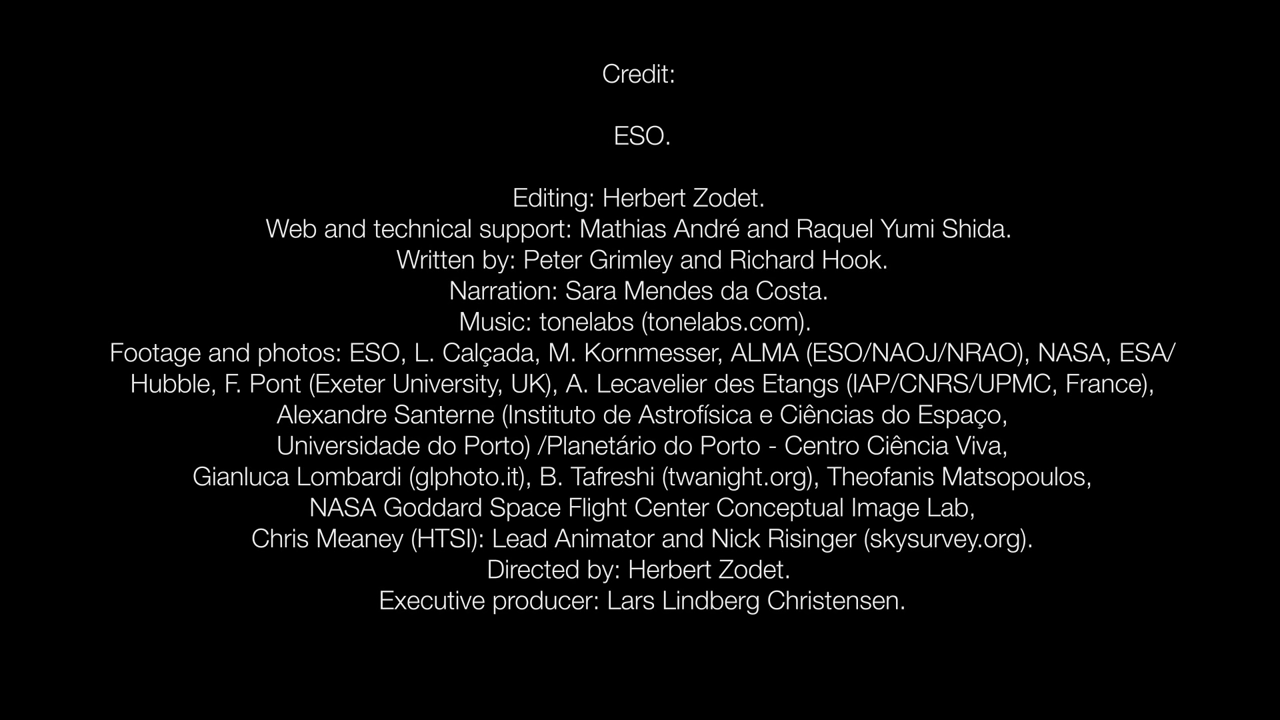 Credit:
ESO.
Editing: Herbert Zodet.
Web and technical support: Mathias André and Raquel Yumi Shida.
Written by: Peter Grimley and Richard Hook.
Narration: Sara Mendes da Costa.
Music: tonelabs (tonelabs.com).
Footage and photos: ESO, L. Calçada, M. Kornmesser, ALMA (ESO/NAOJ/NRAO), NASA, ESA/
Hubble, F. Pont (Exeter University, UK), A. Lecavelier des Etangs (IAP/CNRS/UPMC, France),
Alexandre Santerne (Instituto de Astrofísica e Ciências do Espaço,
Universidade do Porto) /Planetário do Porto - Centro Ciência Viva,
Gianluca Lombardi (glphoto.it), B. Tafreshi (twanight.org), Theofanis Matsopoulos,
NASA Goddard Space Flight Center Conceptual Image Lab,
Chris Meaney (HTSI): Lead Animator and Nick Risinger (skysurvey.org).
Directed by: Herbert Zodet.
Executive producer: Lars Lindberg Christensen.